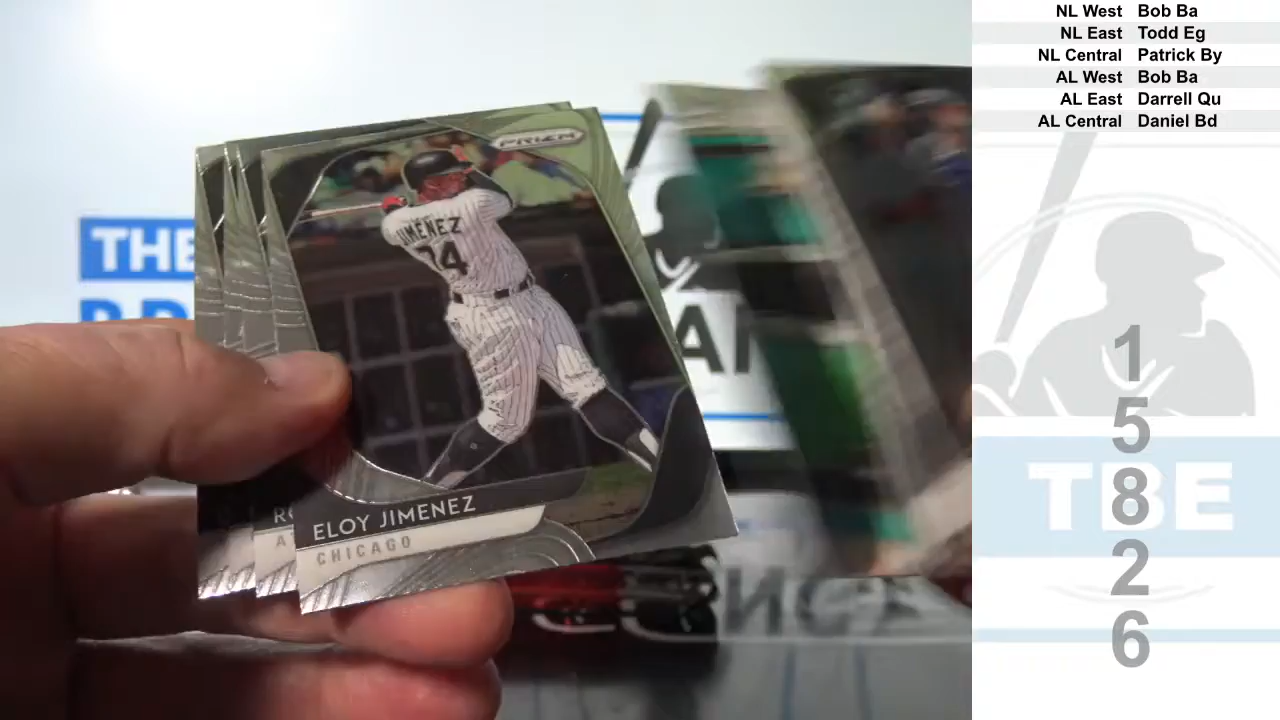 NL West Bob Ba
NL East Todd Eg
NL Central Patrick By
AL West Bob Ba
AL East Darrell Qu
AL Central Daniel Bd
PRIZM
THE
JIMENEZ
74
ELOY JIMENEZ
CHICAGO
TBE
1
5
8
2
6